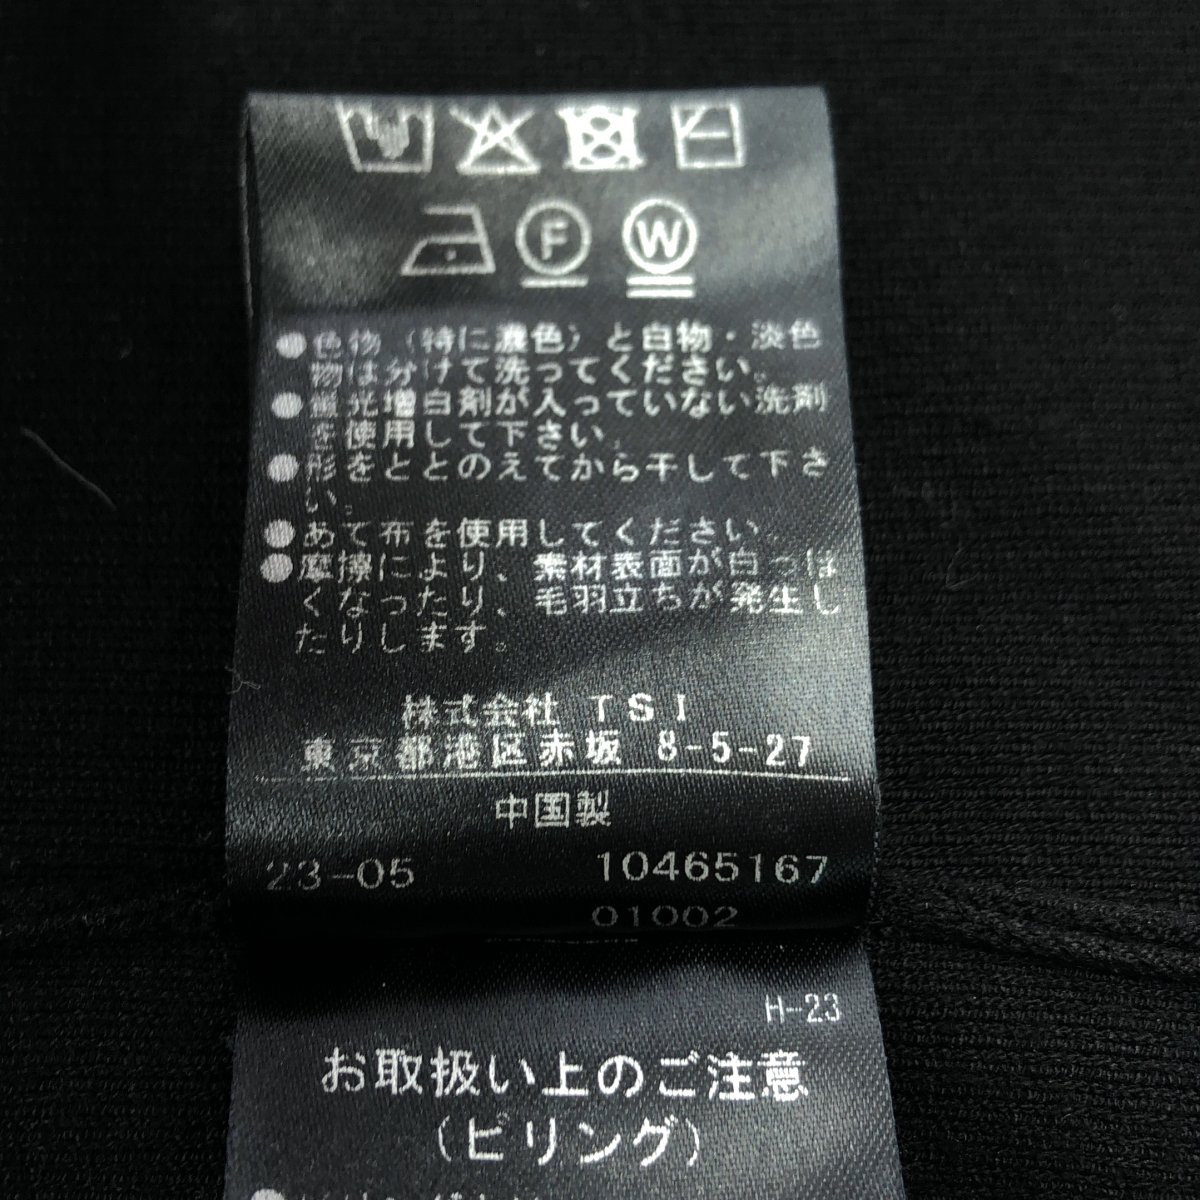 F W
●色物（特に濃色）と白物・淡色
物は分けて洗ってください。
●蛍光増白剤が入っていない洗剤
を使用して下さい。
●形をととのえてから干して下さ
い。
●あて布を使用してください。
●摩擦により、素材表面が白っぽ
くなったり、毛羽立ちが発生し
たりします。
株式会社 TSI
東京都港区赤坂 8-5-27
中国製
23-05 10465167
01002
H-23
お取扱い上のご注意
（ピリング）